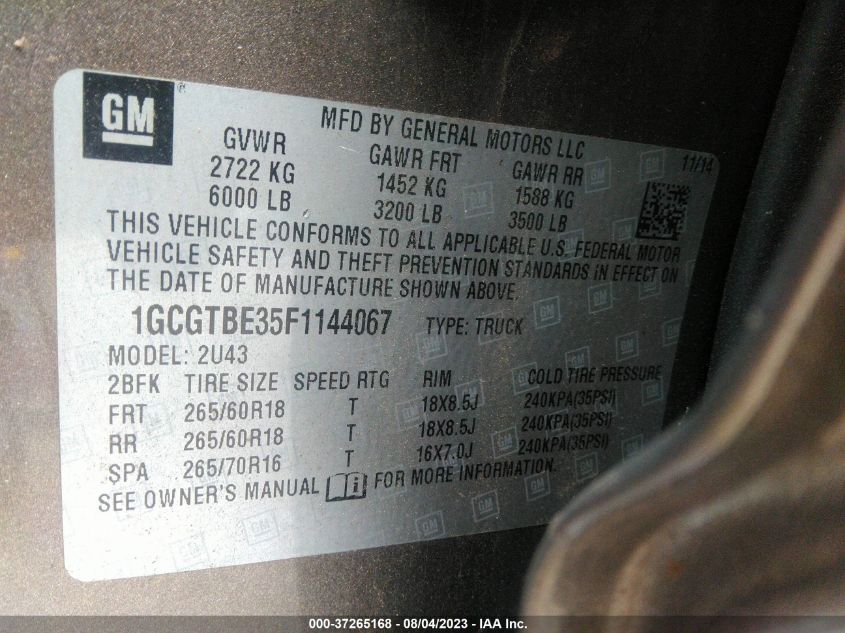 GM
MFD BY GENERAL MOTORS LLC
11/14
GVWR GAWR FRT GAWR RR
2722 KG 1452 KG 1588 KG
6000 LB 3200 LB 3500 LB
THIS VEHICLE CONFORMS TO ALL APPLICABLE U.S. FEDERAL MOTOR
VEHICLE SAFETY AND THEFT PREVENTION STANDARDS IN EFFECT ON
THE DATE OF MANUFACTURE SHOWN ABOVE.
1GCGTBE35F1144067 TYPE: TRUCK
MODEL: 2U43
2BFK TIRE SIZE SPEED RTG RIM COLD TIRE PRESSURE
FRT 265/60R18 T 18X8.5J 240KPA(35PSI)
RR 265/60R18 T 18X8.5J 240KPA(35PSI)
SPA 265/70R16 T 16X7.0J 240KPA(35PSI)
SEE OWNER'S MANUAL i FOR MORE INFORMATION.
000-37265168 - 08/04/2023 - IAA Inc.